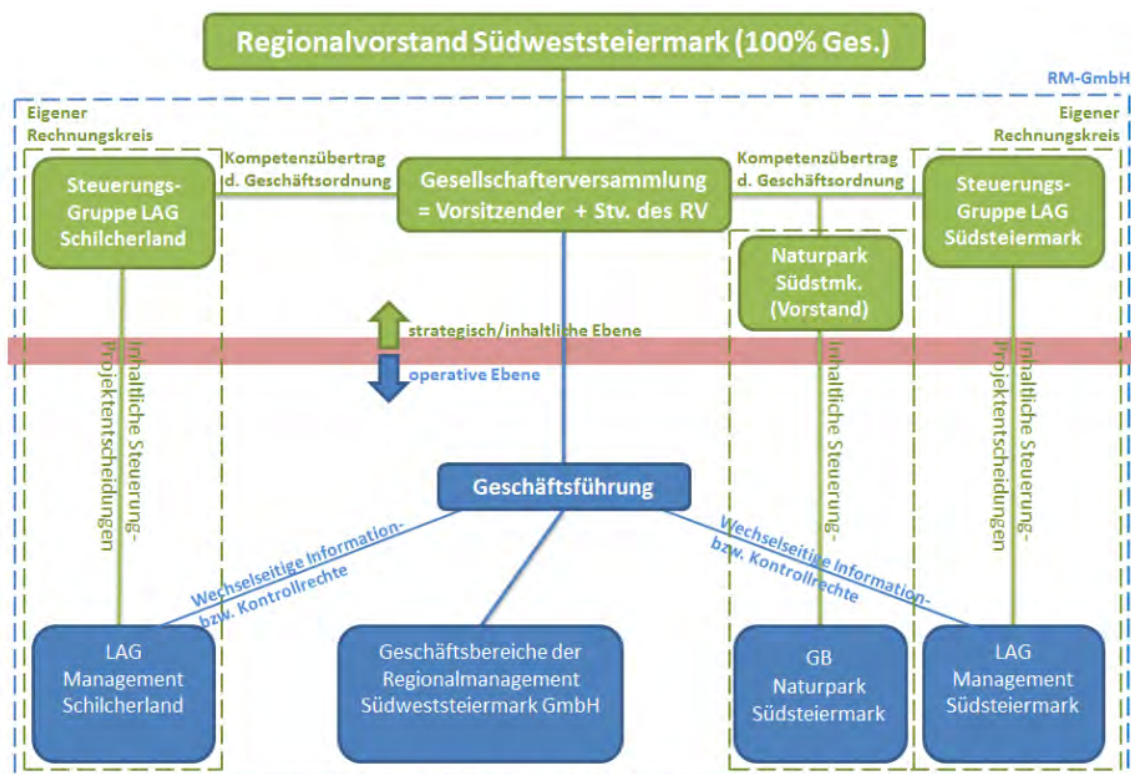 Regionalvorstand Südweststeiermark (100% Ges.)
RM-GmbH
Eigener
Rechnungskreis
Eigener
Rechnungskreis
Steuerungs-
Gruppe LAG
Schilcherland
Kompetenzübertrag
d. Geschäftsordnung
Gesellschafterversammlung
= Vorsitzender + Stv. des RV
Kompetenzübertrag
d. Geschäftsordnung
Steuerungs-
Gruppe LAG
Südsteiermark
Naturpark
Südstmk.
(Vorstand)
strategisch/inhaltliche Ebene
operative Ebene
Inhaltliche Steuerung-
Projektentscheidungen
Inhaltliche Steuerung-
Inhaltliche Steuerung-
Projektentscheidungen
Geschäftsführung
Wechselseitige Information-
bzw. Kontrollrechte
Wechselseitige Information-
bzw. Kontrollrechte
LAG
Management
Schilcherland
Geschäftsbereiche der
Regionalmanagement
Südweststeiermark GmbH
GB
Naturpark
Südsteiermark
LAG
Management
Südsteiermark